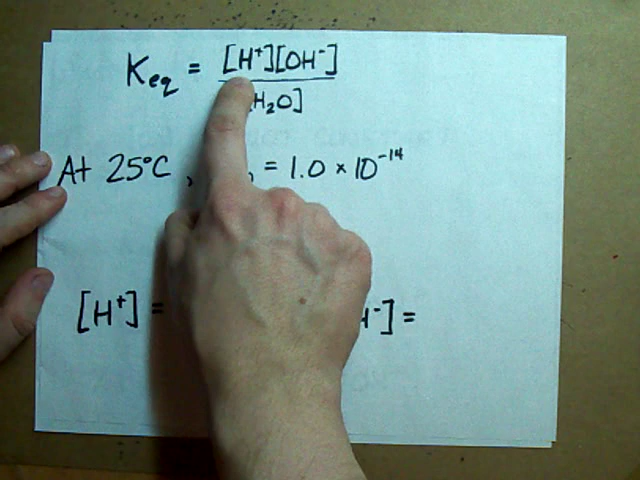 Keq = [H⁺][OH⁻]
H₂O]
At 25°C , , = 1.0 × 10⁻¹⁴
[H⁺] = H⁻] =